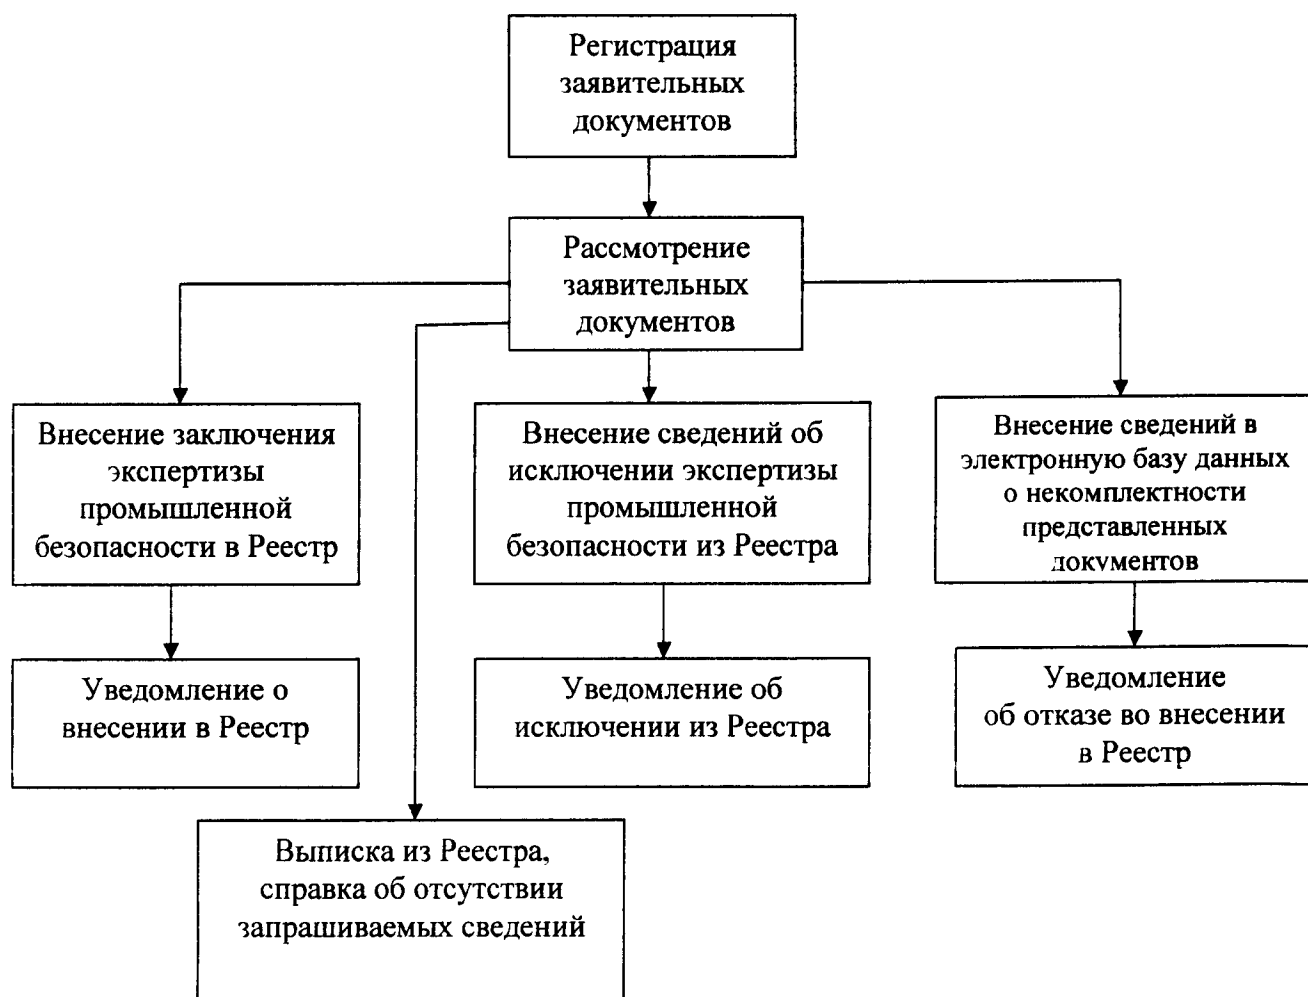 Регистрация
заявительных
документов
Рассмотрение
заявительных
документов
Внесение заключения
экспертизы
промышленной
безопасности в Реестр
Внесение сведений об
исключении экспертизы
промышленной
безопасности из Реестра
Внесение сведений в
электронную базу данных
о некомплектности
представленных
документов
Уведомление о
внесении в Реестр
Уведомление об
исключении из Реестра
Уведомление
об отказе во внесении
в Реестр
Выписка из Реестра,
справка об отсутствии
запрашиваемых сведений